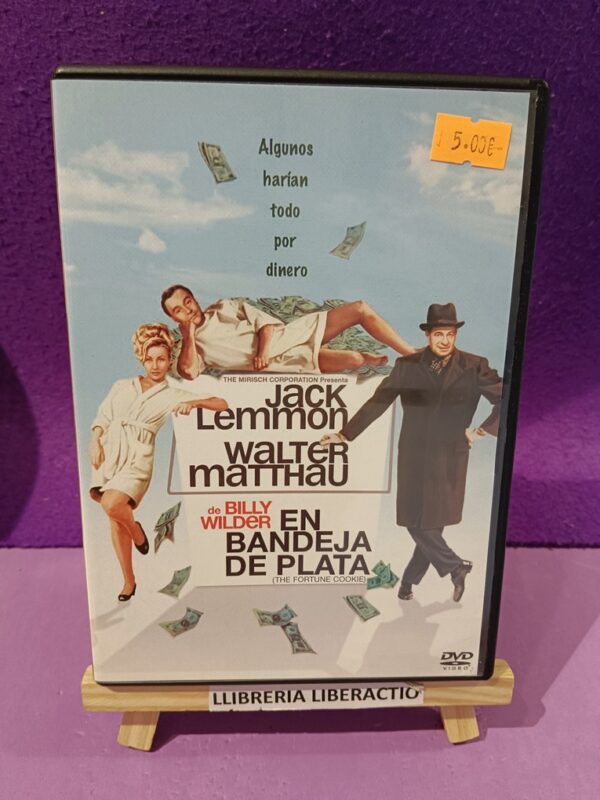 5.00€
Algunos
harían
todo
por
dinero
THE MIRISCH CORPORATION Presenta
Jack
Lemmon
Walter
Matthau
de BILLY
WILDER EN
BANDEJA
DE PLATA
(THE FORTUNE COOKIE)
DVD
VIDEO
LLIBRERIA LIBERACTIO